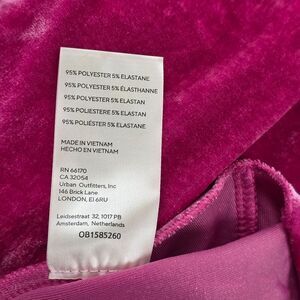 95% POLYESTER 5% ELASTANE
95% POLYESTER 5% ÉLASTHANNE
95% POLYESTER 5% ELASTAN
95% POLIESTERE 5% ELASTAN
95% POLIÉSTER 5% ELASTANE
MADE IN VIETNAM
HECHO EN VIETNAM
RN 66170
CA 32054
Urban Outfitters, Inc
146 Brick Lane
LONDON, E1 6RU
Leidsestraat 32, 1017 PB
Amsterdam, Netherlands
OB1585260